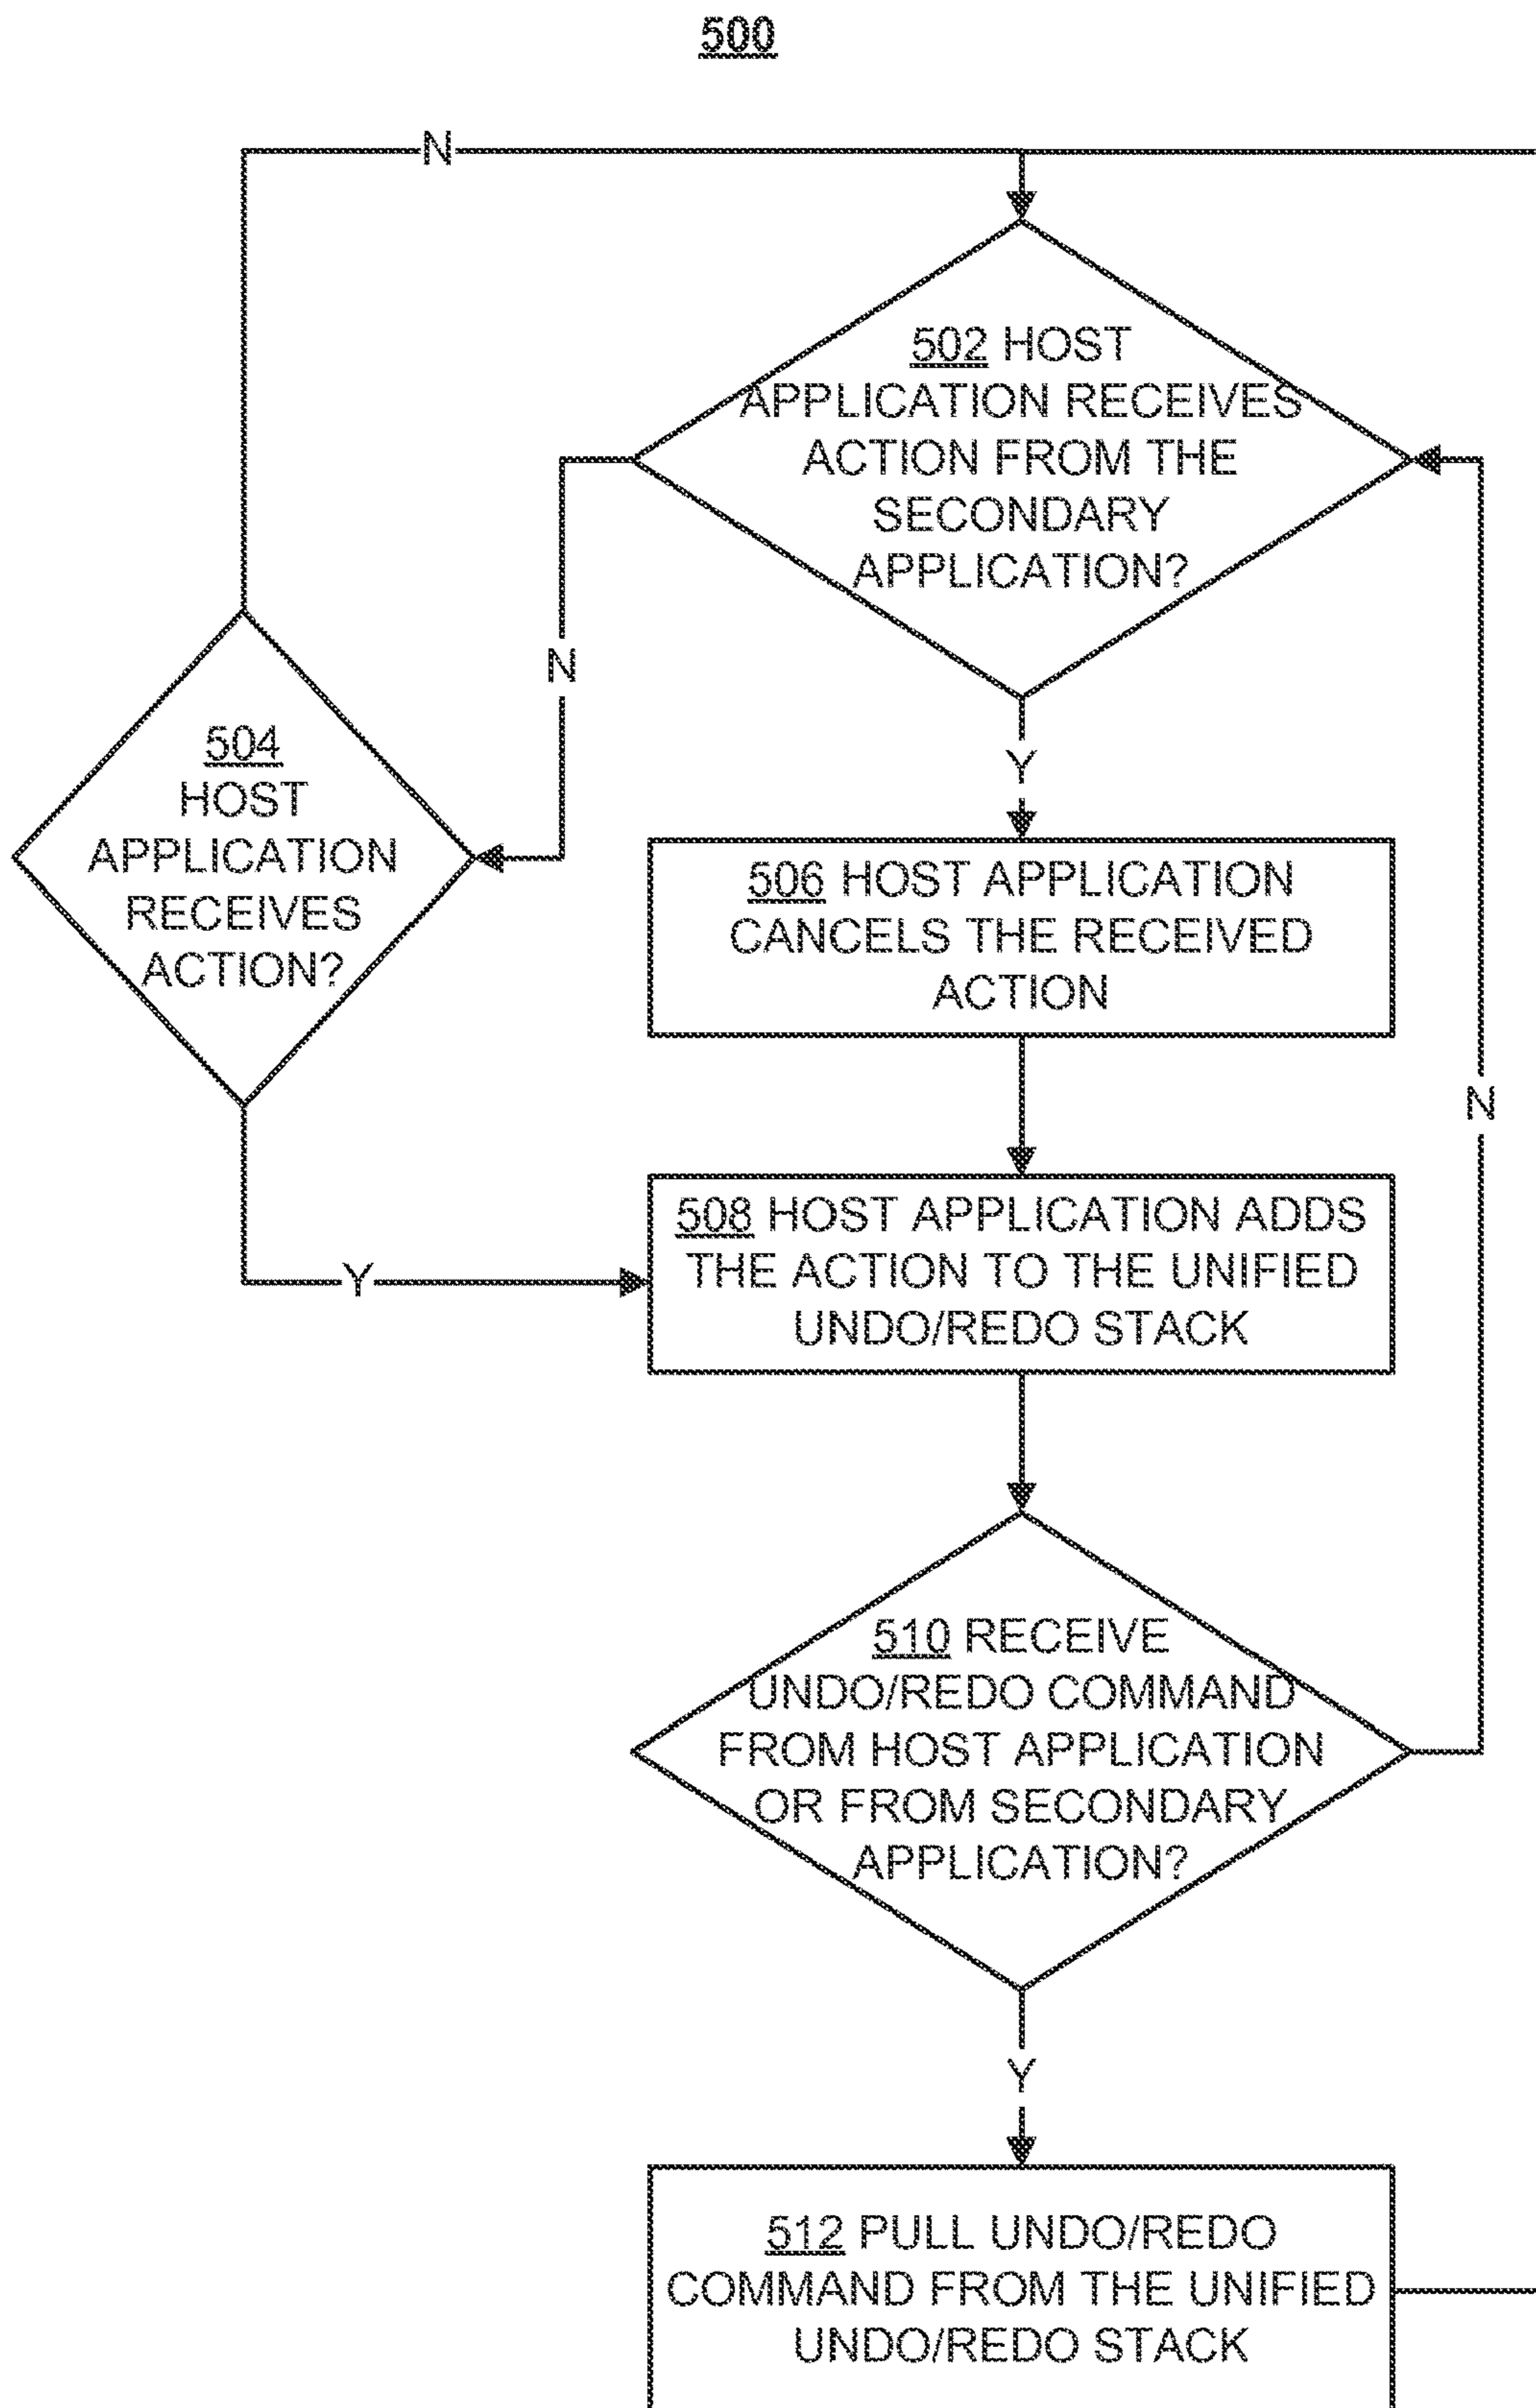 500
N
502 HOST
APPLICATION RECEIVES
ACTION FROM THE
SECONDARY
APPLICATION?
N
504
HOST
APPLICATION
RECEIVES
ACTION?
Y
506 HOST APPLICATION
CANCELS THE RECEIVED
ACTION
N
508 HOST APPLICATION ADDS
THE ACTION TO THE UNIFIED
UNDO/REDO STACK
Y
510 RECEIVE
UNDO/REDO COMMAND
FROM HOST APPLICATION
OR FROM SECONDARY
APPLICATION?
Y
512 PULL UNDO/REDO
COMMAND FROM THE UNIFIED
UNDO/REDO STACK